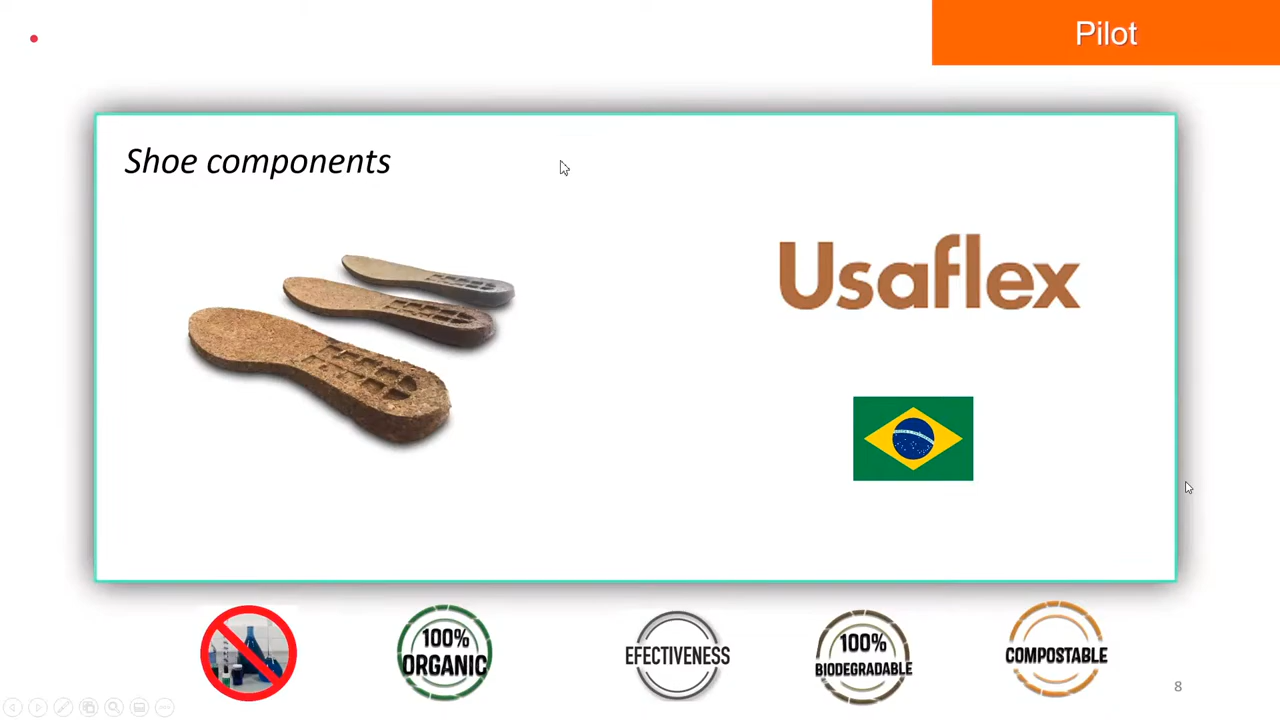 Pilot
Shoe components
Usaflex
100%
ORGANIC
EFECTIVENESS
100%
BIODEGRADABLE
COMPOSTABLE
8